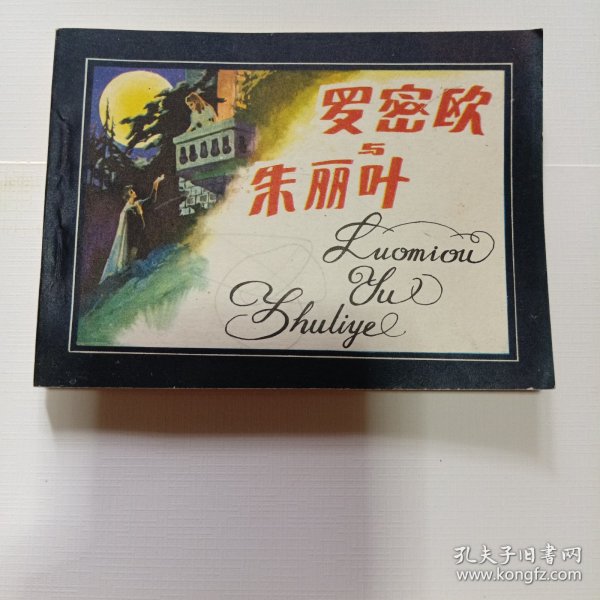 罗密欧
与
朱丽叶
Luomiou
Yu
Zhuliye
孔夫子旧书网
www.kongfz.com